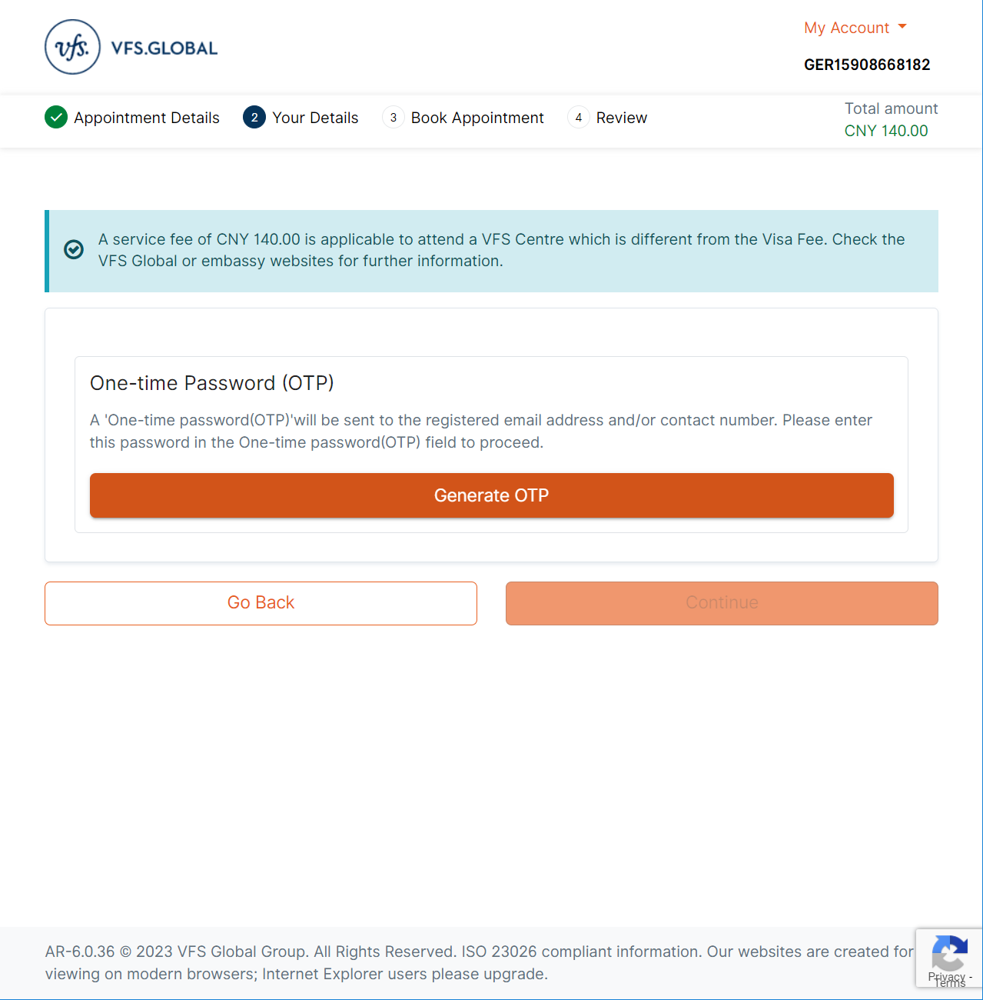 vfs. VFS.GLOBAL
My Account
GER15908668182
Appointment Details
2 Your Details
3 Book Appointment
4 Review
Total amount
CNY 140.00
A service fee of CNY 140.00 is applicable to attend a VFS Centre which is different from the Visa Fee. Check the
VFS Global or embassy websites for further information.
One-time Password (OTP)
A 'One-time password(OTP)'will be sent to the registered email address and/or contact number. Please enter
this password in the One-time password(OTP) field to proceed.
Generate OTP
Go Back
Continue
AR-6.0.36 © 2023 VFS Global Group. All Rights Reserved. ISO 23026 compliant information. Our websites are created for
viewing on modern browsers; Internet Explorer users please upgrade.
Privacy -
Terms